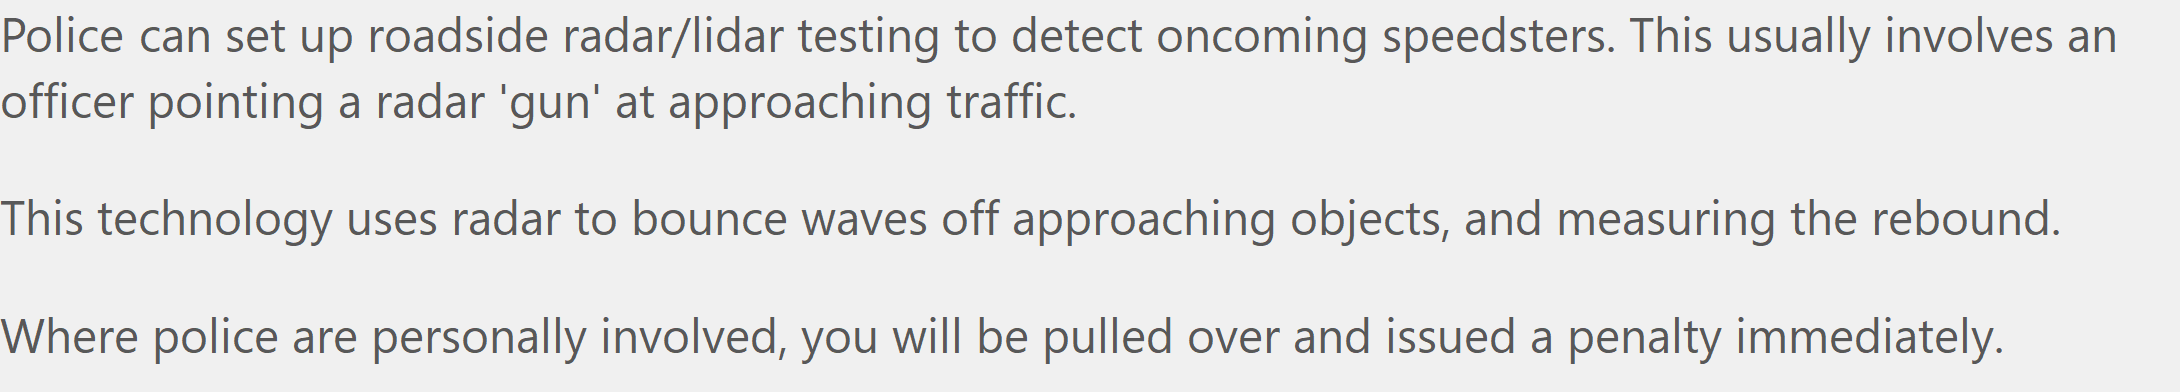 Police can set up roadside radar/lidar testing to detect oncoming speedsters. This usually involves an
officer pointing a radar 'gun' at approaching traffic.
This technology uses radar to bounce waves off approaching objects, and measuring the rebound.
Where police are personally involved, you will be pulled over and issued a penalty immediately.